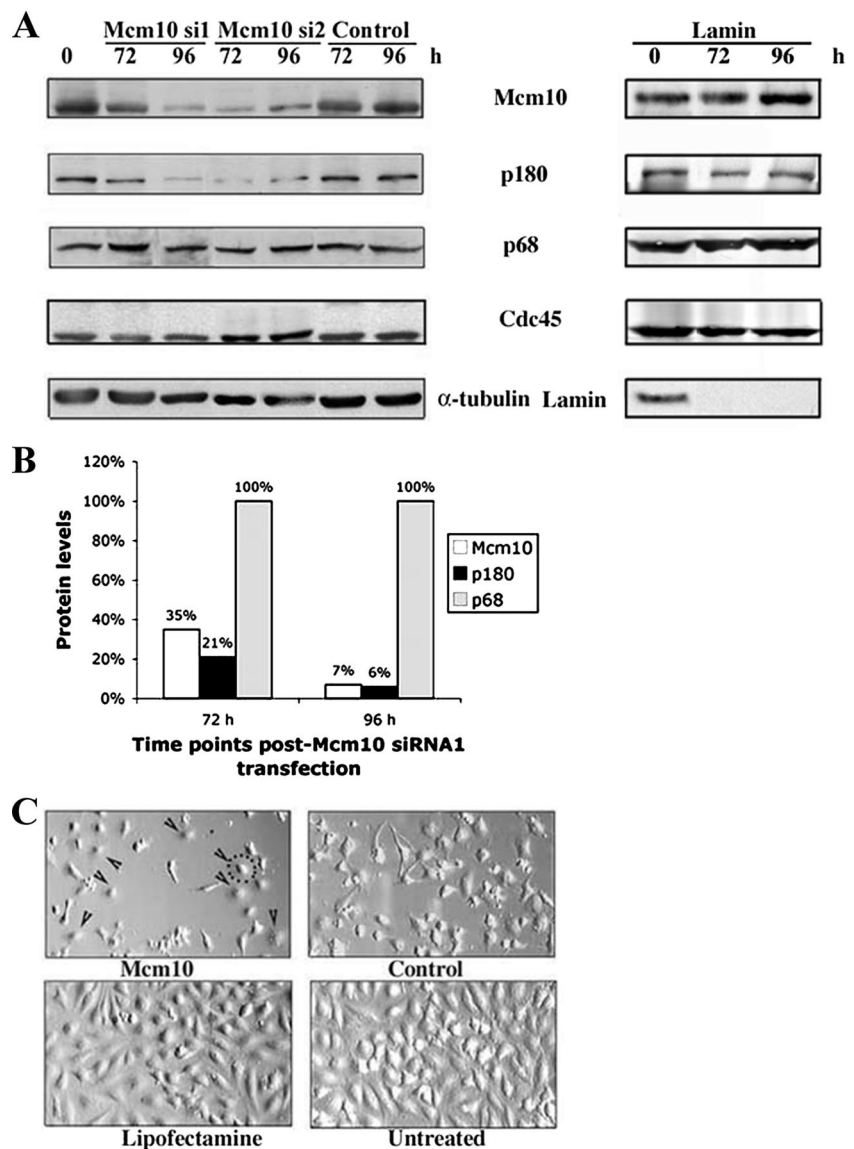 A
Mcm10 si1 Mcm10 si2 Control
0 72 96 72 96 72 96 h
Lamin
0 72 96 h
Mcm10
p180
p68
Cdc45
α-tubulin Lamin
B
120%
100%
80%
60%
40%
20%
0%
Protein levels
35%
21%
100%
7%
6%
100%
Mcm10
p180
p68
72 h
96 h
Time points post-Mcm10 siRNA1
transfection
C
Mcm10
Control
Lipofectamine
Untreated